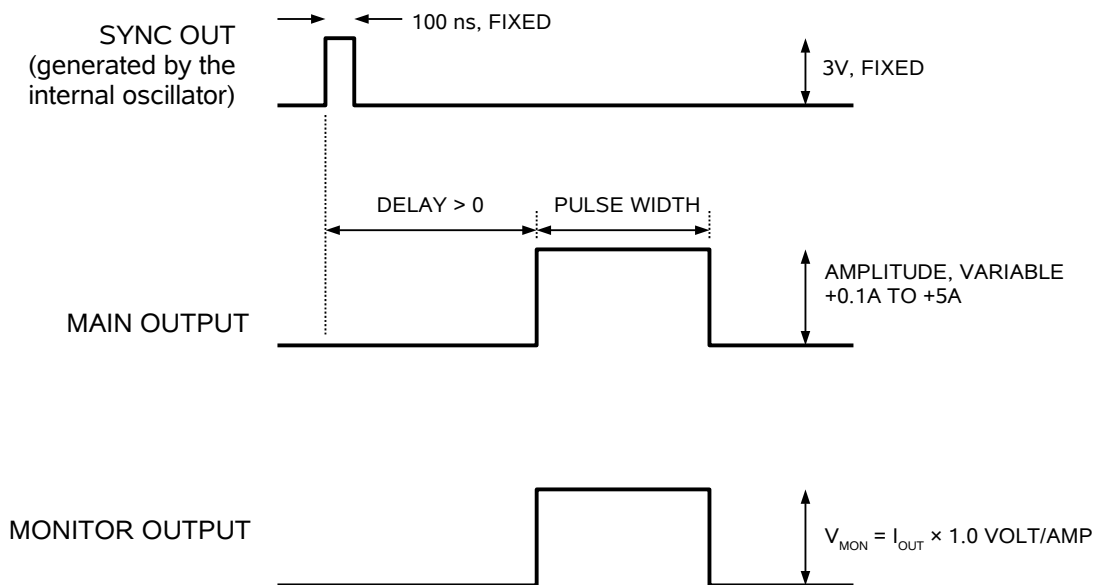 100 ns, FIXED
SYNC OUT
(generated by the
internal oscillator)
3V, FIXED
DELAY > 0
PULSE WIDTH
AMPLITUDE, VARIABLE
+0.1A TO +5A
MAIN OUTPUT
MONITOR OUTPUT
V_MON = I_OUT × 1.0 VOLT/AMP